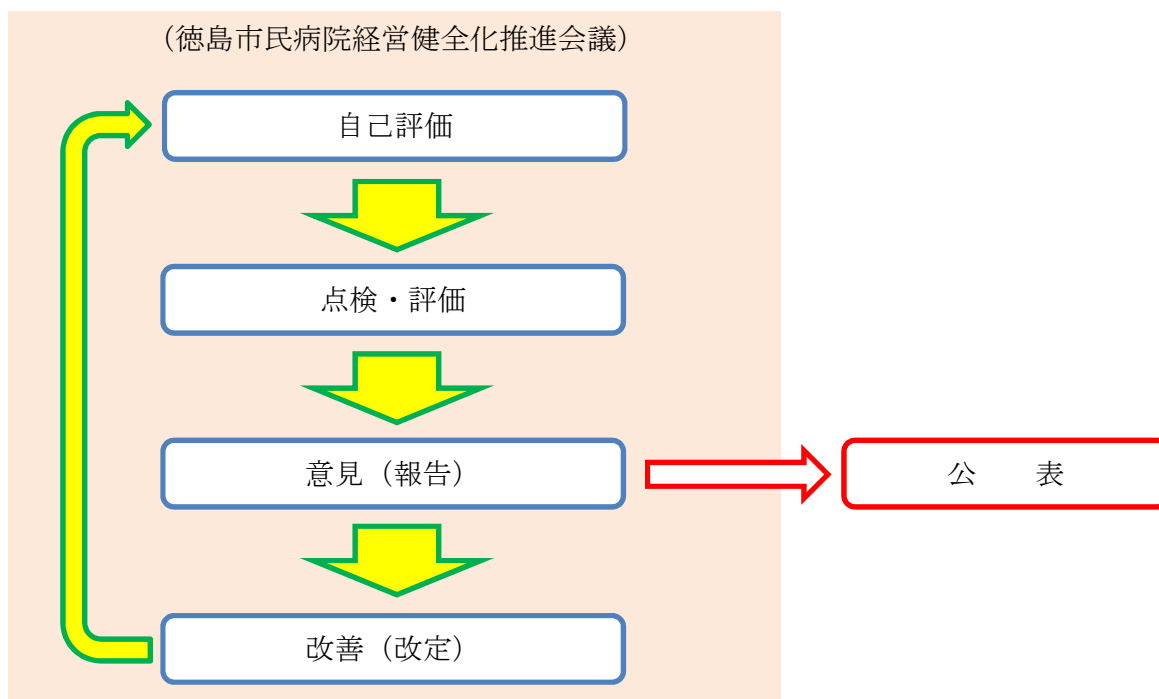 （徳島市民病院経営健全化推進会議）
自己評価
点検・評価
意見（報告）
公　　表
改善（改定）